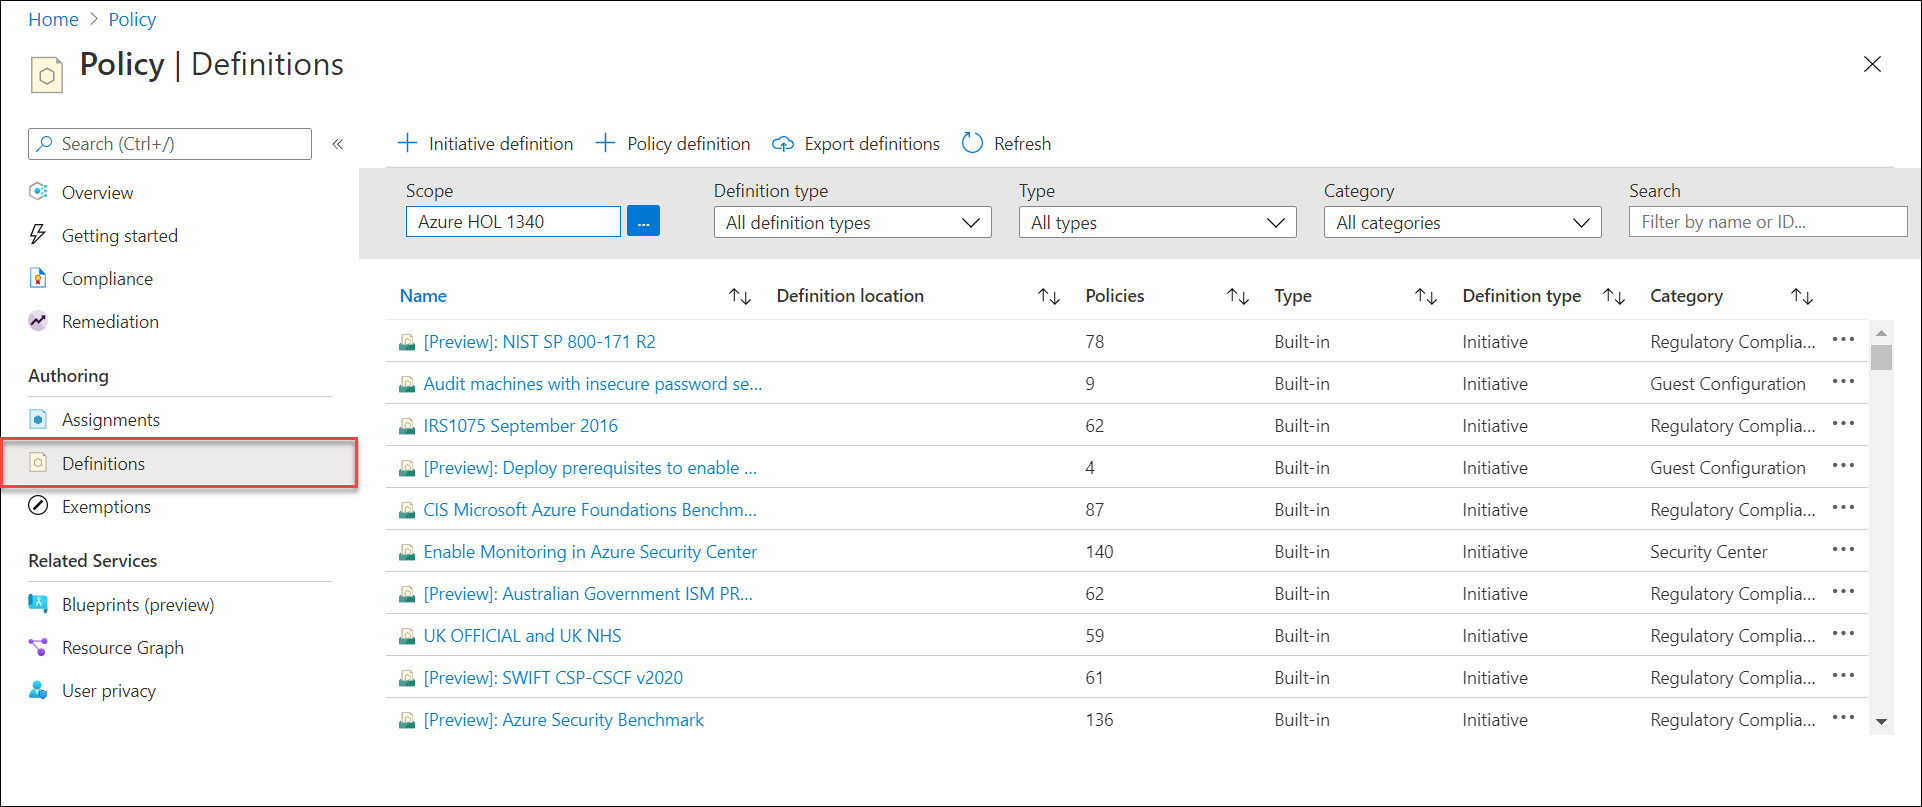 Home > Policy
Policy | Definitions
Search (Ctrl+/)
«
Overview
Getting started
Compliance
Remediation
Authoring
Assignments
Definitions
Exemptions
Related Services
Blueprints (preview)
Resource Graph
User privacy
+ Initiative definition + Policy definition Export definitions Refresh
Scope Definition type Type Category Search
Azure HOL 1340 ... All definition types All types All categories Filter by name or ID...
Name Definition location Policies Type Definition type Category
[Preview]: NIST SP 800-171 R2 78 Built-in Initiative Regulatory Complia... ...
Audit machines with insecure password se... 9 Built-in Initiative Guest Configuration ...
IRS1075 September 2016 62 Built-in Initiative Regulatory Complia... ...
[Preview]: Deploy prerequisites to enable ... 4 Built-in Initiative Guest Configuration ...
CIS Microsoft Azure Foundations Benchm... 87 Built-in Initiative Regulatory Complia... ...
Enable Monitoring in Azure Security Center 140 Built-in Initiative Security Center ...
[Preview]: Australian Government ISM PR... 62 Built-in Initiative Regulatory Complia... ...
UK OFFICIAL and UK NHS 59 Built-in Initiative Regulatory Complia... ...
[Preview]: SWIFT CSP-CSCF v2020 61 Built-in Initiative Regulatory Complia... ...
[Preview]: Azure Security Benchmark 136 Built-in Initiative Regulatory Complia... ...